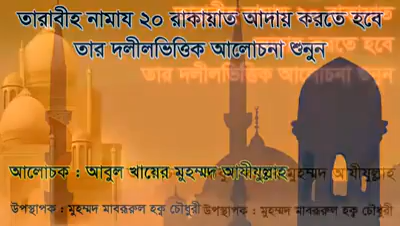 তারাবীহ নামায ২০ রাকায়াত আদায় করতে হবে
তার দলীলভিত্তিক আলোচনা শুনুন
আলোচক : আবুল খায়ের মুহম্মদ আযীযুল্লাহ
উপস্থাপক : মুহম্মদ মাবরূরুল হক্ব চৌধুরী